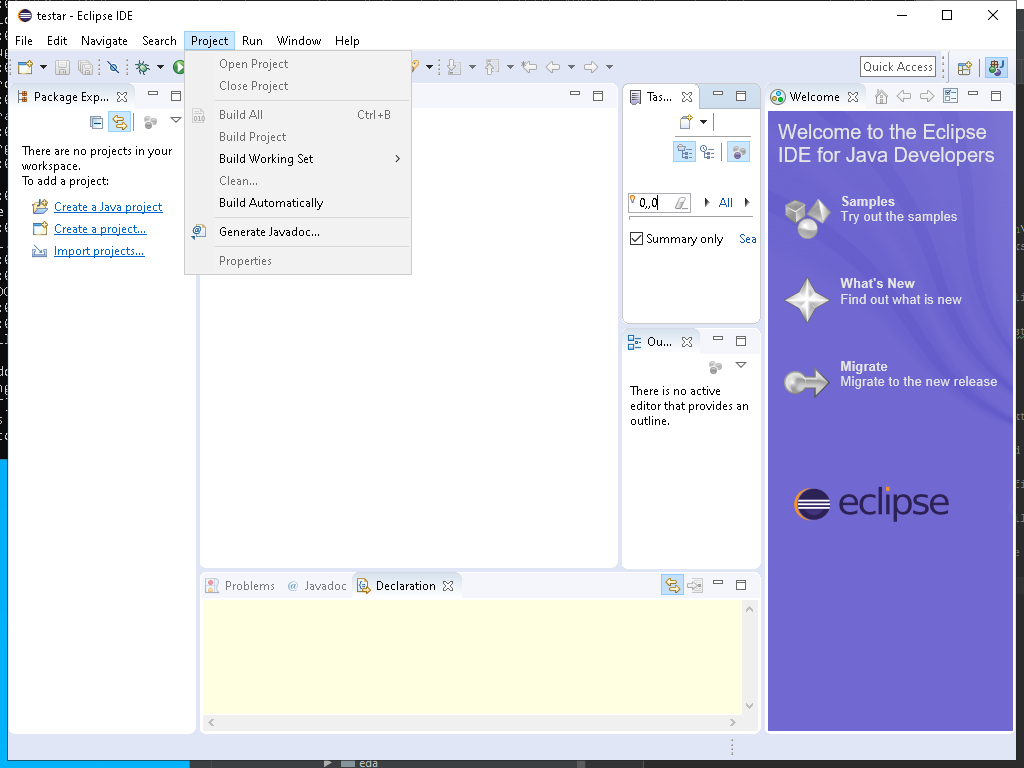 testar - Eclipse IDE
File Edit Navigate Search Project Run Window Help
Quick Access
Open Project
Close Project
Build All Ctrl+B
Build Project
Build Working Set
Clean...
Build Automatically
Generate Javadoc...
Properties
Package Exp...
There are no projects in your
workspace.
To add a project:
Create a Java project
Create a project...
Import projects...
Tas...
0,,0
All
Summary only Sea
Ou...
There is no active
editor that provides an
outline.
Welcome
Welcome to the Eclipse
IDE for Java Developers
Samples
Try out the samples
What's New
Find out what is new
Migrate
Migrate to the new release
eclipse
Problems @ Javadoc Declaration
eda